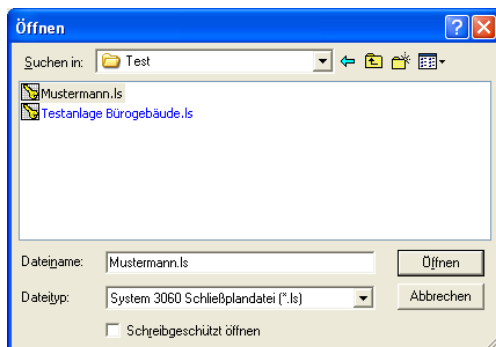 Öffnen
Suchen in: Test
Mustermann.ls
Testanlage Bürogebäude.ls
Dateiname: Mustermann.ls Öffnen
Dateityp: System 3060 Schließplandatei (*.ls) Abbrechen
Schreibgeschützt öffnen